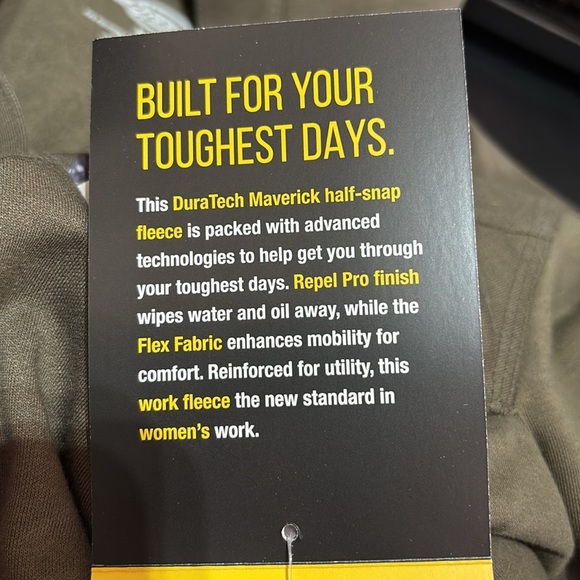 BUILT FOR YOUR
TOUGHEST DAYS.
This DuraTech Maverick half-snap
fleece is packed with advanced
technologies to help get you through
your toughest days. Repel Pro finish
wipes water and oil away, while the
Flex Fabric enhances mobility for
comfort. Reinforced for utility, this
work fleece the new standard in
women's work.